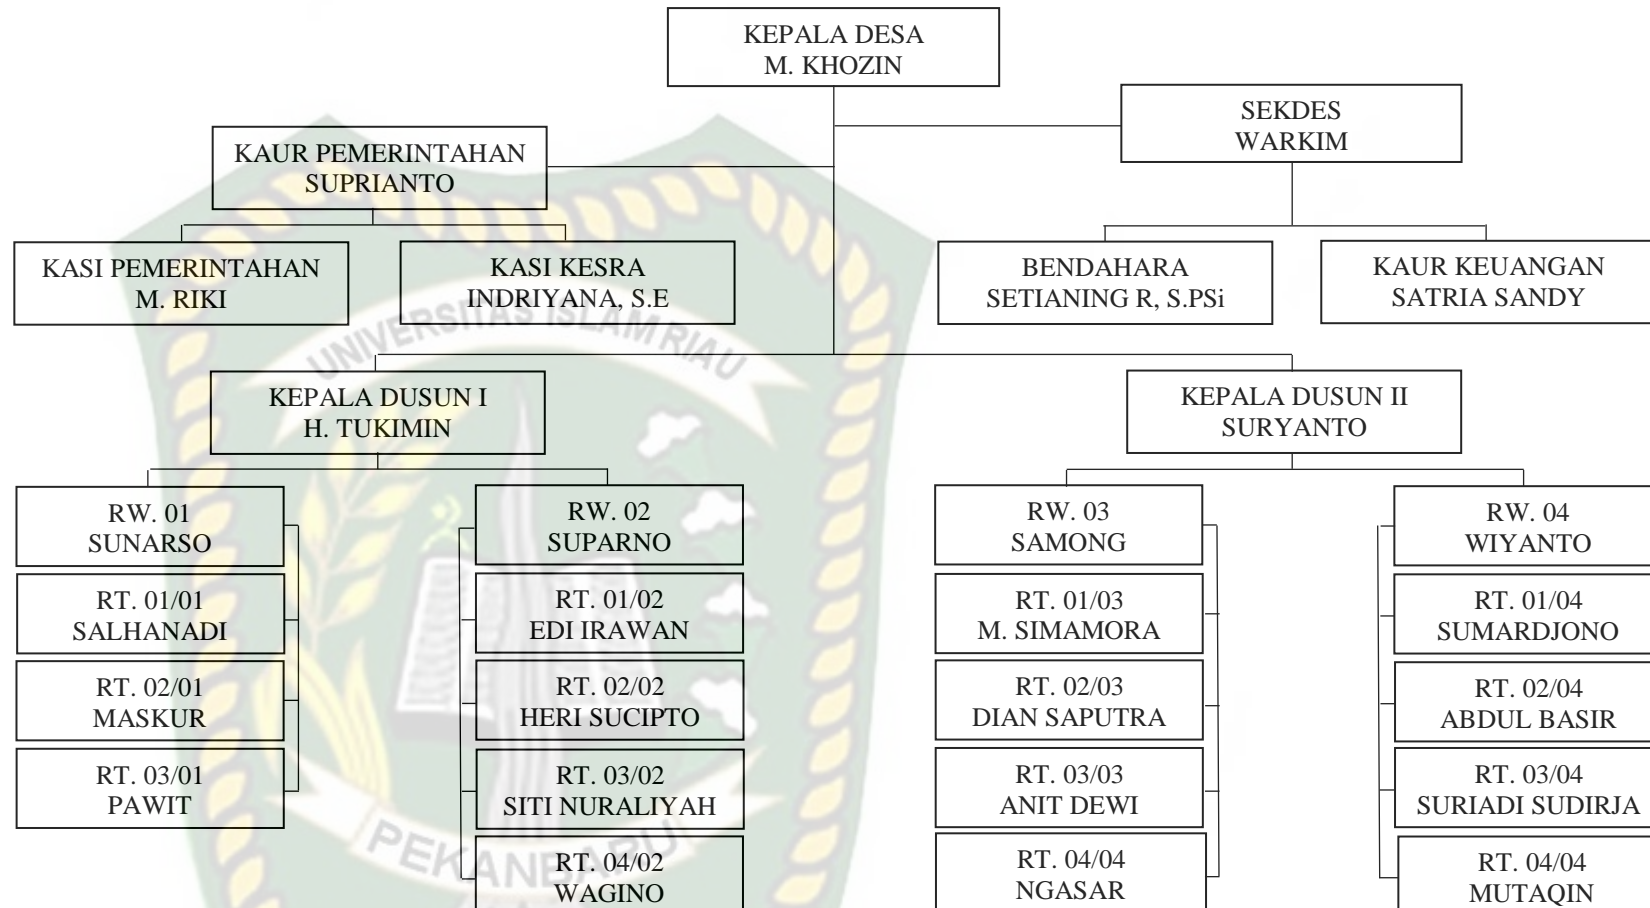 KEPALA DESA
M. KHOZIN
SEKDES
WARKIM
KAUR PEMERINTAHAN
SUPRIANTO
KASI PEMERINTAHAN
M. RIKI
KASI KESRA
INDRIYANA, S.E
BENDAHARA
SETIANING R, S.PSi
KAUR KEUANGAN
SATRIA SANDY
UNIVERSITAS ISLAM RIAU
KEPALA DUSUN I
H. TUKIMIN
KEPALA DUSUN II
SURYANTO
RW. 01
SUNARSO
RT. 01/01
SALHANADI
RT. 02/01
MASKUR
RT. 03/01
PAWIT
RW. 02
SUPARNO
RT. 01/02
EDI IRAWAN
RT. 02/02
HERI SUCIPTO
RT. 03/02
SITI NURALIYAH
RT. 04/02
WAGINO
RW. 03
SAMONG
RT. 01/03
M. SIMAMORA
RT. 02/03
DIAN SAPUTRA
RT. 03/03
ANIT DEWI
RT. 04/04
NGASAR
RW. 04
WIYANTO
RT. 01/04
SUMARDJONO
RT. 02/04
ABDUL BASIR
RT. 03/04
SURIADI SUDIRJA
RT. 04/04
MUTAQIN
PEKANBARU